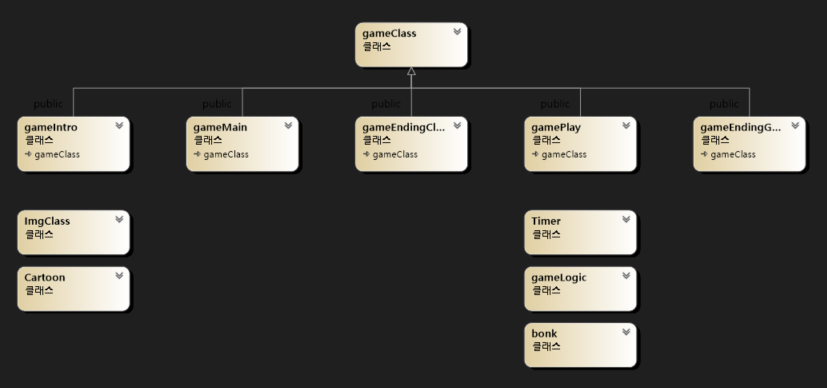 gameClass
클래스
public
public
public
public
public
gameIntro
클래스
gameClass
gameMain
클래스
gameClass
gameEndingCl...
클래스
gameClass
gamePlay
클래스
gameClass
gameEndingG...
클래스
gameClass
ImgClass
클래스
Timer
클래스
Cartoon
클래스
gameLogic
클래스
bonk
클래스